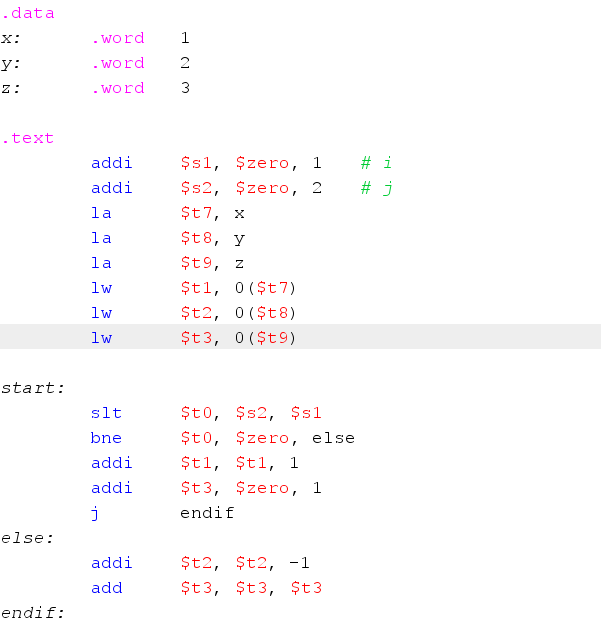 .data
x:       .word   1
y:       .word   2
z:       .word   3
.text
         addi    $s1, $zero, 1    # i
         addi    $s2, $zero, 2    # j
         la      $t7, x
         la      $t8, y
         la      $t9, z
         lw      $t1, 0($t7)
         lw      $t2, 0($t8)
         lw      $t3, 0($t9)
start:
         slt     $t0, $s2, $s1
         bne     $t0, $zero, else
         addi    $t1, $t1, 1
         addi    $t3, $zero, 1
         j       endif
else:
         addi    $t2, $t2, -1
         add     $t3, $t3, $t3
endif: